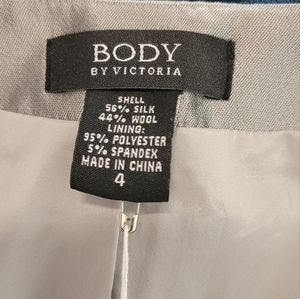 BODY
BY VICTORIA
SHELL
56% SILK
44% WOOL
LINING:
95% POLYESTER
5% SPANDEX
MADE IN CHINA
4